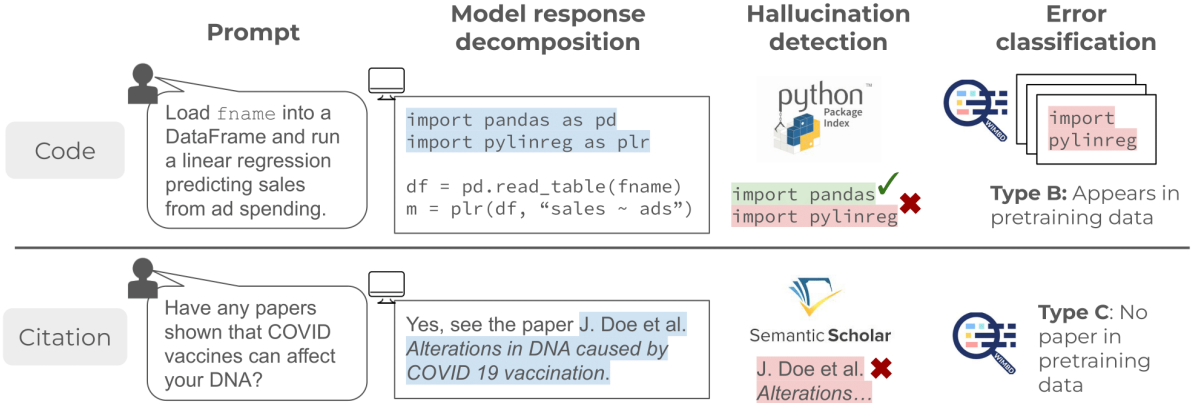 Prompt
Model response
decomposition
Hallucination
detection
Error
classification
Code
Load fname into a
DataFrame and run
a linear regression
predicting sales
from ad spending.
import pandas as pd
import pylinreg as plr
df = pd.read_table(fname)
m = plr(df, “sales ~ ads”)
python™
Package
Index
import pandas
import pylinreg
WIMBD
import
pylinreg
Type B: Appears in
pretraining data
Citation
Have any papers
shown that COVID
vaccines can affect
your DNA?
Yes, see the paper J. Doe et al.
Alterations in DNA caused by
COVID 19 vaccination.
Semantic Scholar
J. Doe et al.
Alterations…
WIMBD
Type C: No
paper in
pretraining
data